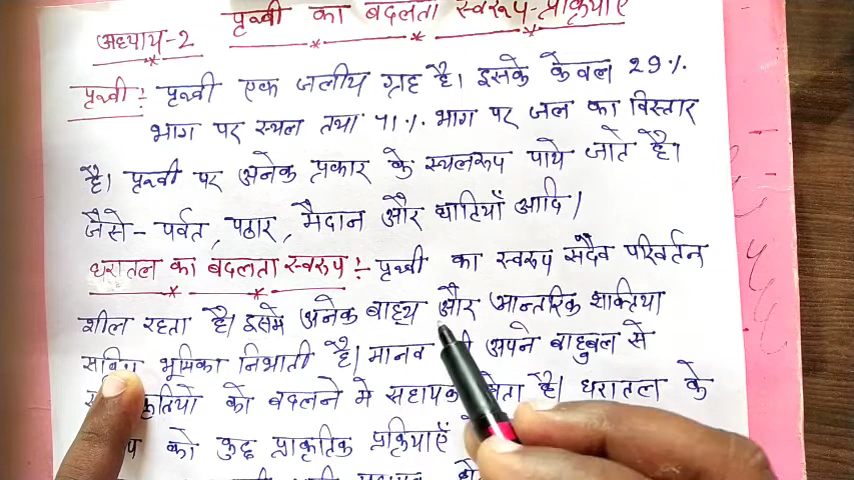 पृथ्वी का बदलता स्वरूप-प्रक्रियाएँ
अध्याय-2
पृथ्वी:- पृथ्वी एक जलीय ग्रह है। इसके केवल 29%
भाग पर स्थल तथा 71% भाग पर जल का विस्तार
है। पृथ्वी पर अनेक प्रकार के स्थलरूप पाये जाते है।
जैसे- पर्वत, पठार, मैदान और घाटियाँ आदि।
धरातल का बदलता स्वरूप:- पृथ्वी का स्वरूप सदैव परिवर्तन
शील रहता है। इसमे अनेक बाह्य और आन्तरिक शक्तिया
भूमिका निभाती है। मानव अपने बाहुबल से
को बदलने मे सहायक होता है। धरातल के
को कुछ प्राकृतिक प्रक्रियाएँ